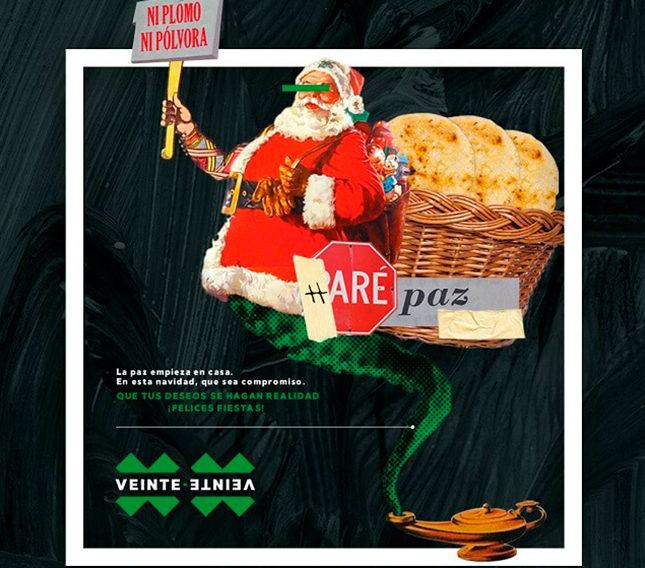 NI PLOMO
NI PÓLVORA
#PARÉ paz
La paz empieza en casa.
En esta navidad, que sea compromiso.
QUE TUS DESEOS SE HAGAN REALIDAD
¡FELICES FIESTAS!
VEINTE-VEINTE